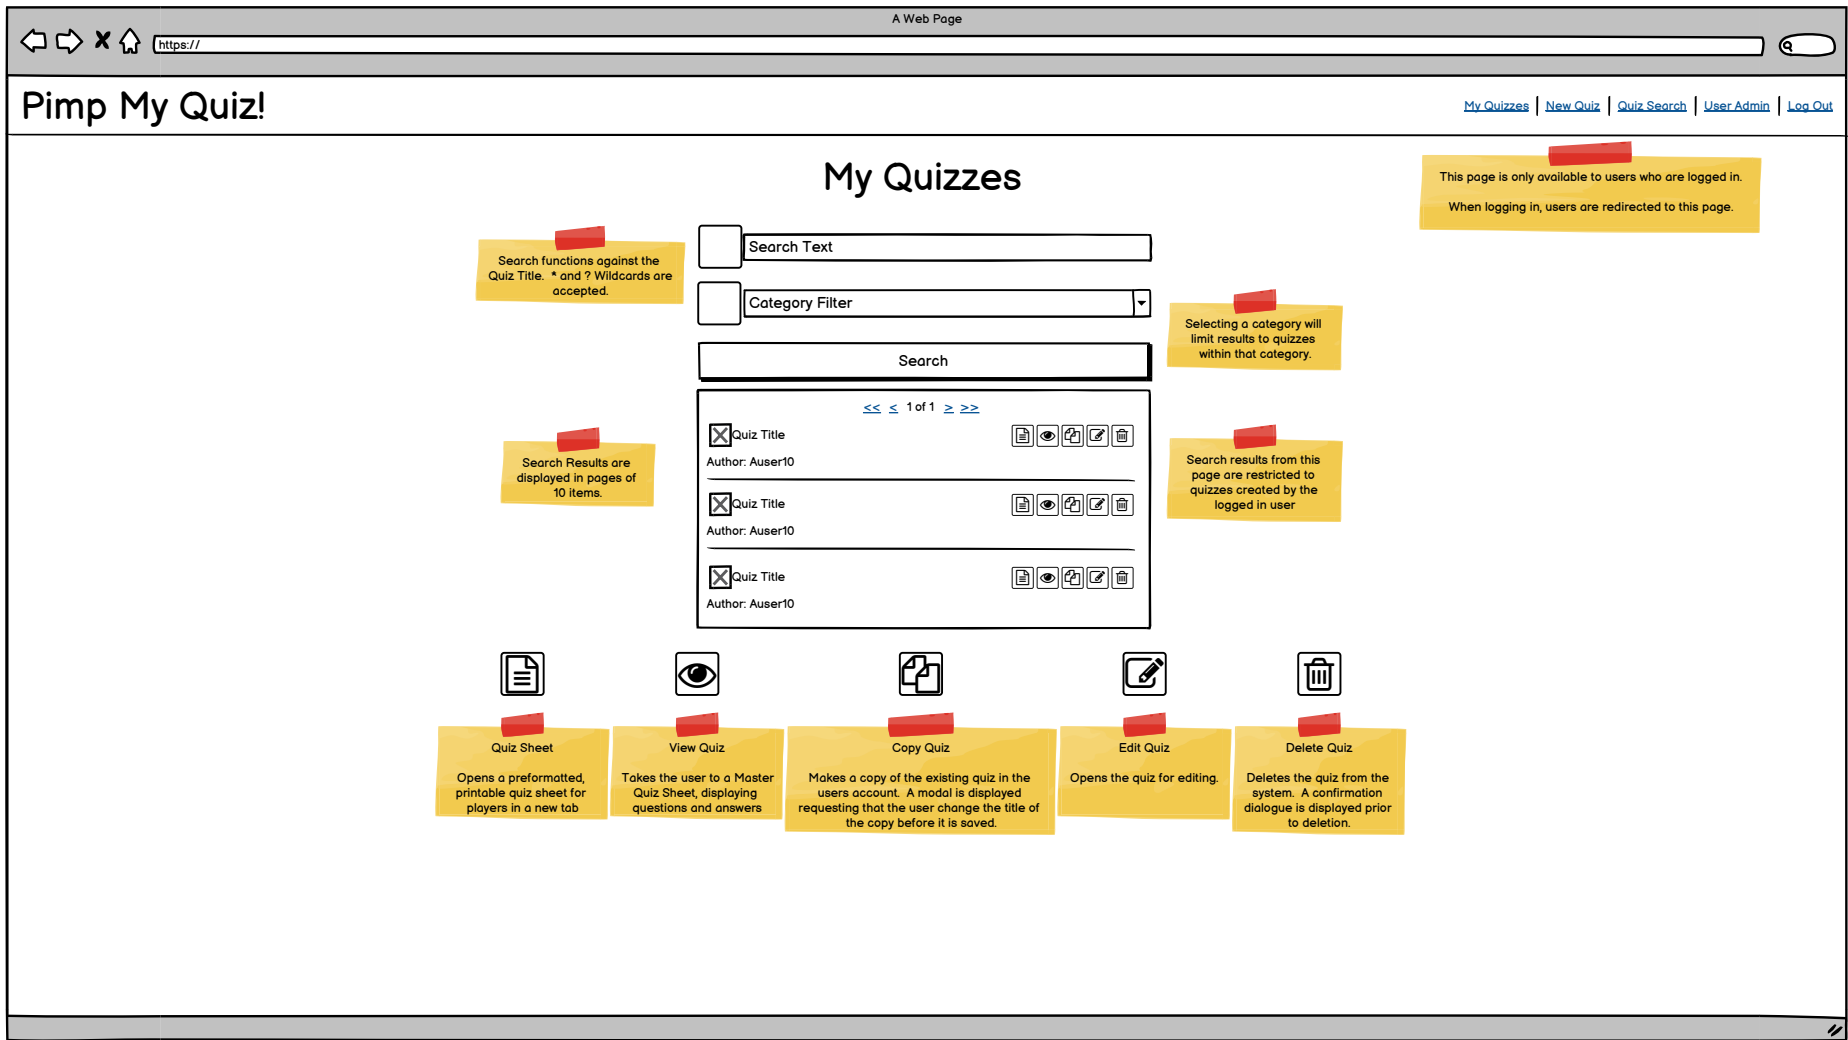 A Web Page
https://
Pimp My Quiz!
My Quizzes
New Quiz
Quiz Search
User Admin
Log Out
My Quizzes
This page is only available to users who are logged in.
When logging in, users are redirected to this page.
Search functions against the
Quiz Title.  * and ? Wildcards are
accepted.
Search Text
Category Filter
Selecting a category will
limit results to quizzes
within that category.
Search
<< < 1 of 1 > >>
Quiz Title
Author: Auser10
Quiz Title
Author: Auser10
Quiz Title
Author: Auser10
Search Results are
displayed in pages of
10 items.
Search results from this
page are restricted to
quizzes created by the
logged in user
Quiz Sheet
Opens a preformatted,
printable quiz sheet for
players in a new tab
View Quiz
Takes the user to a Master
Quiz Sheet, displaying
questions and answers
Copy Quiz
Makes a copy of the existing quiz in the
users account.  A modal is displayed
requesting that the user change the title of
the copy before it is saved.
Edit Quiz
Opens the quiz for editing.
Delete Quiz
Deletes the quiz from the
system.  A confirmation
dialogue is displayed prior
to deletion.